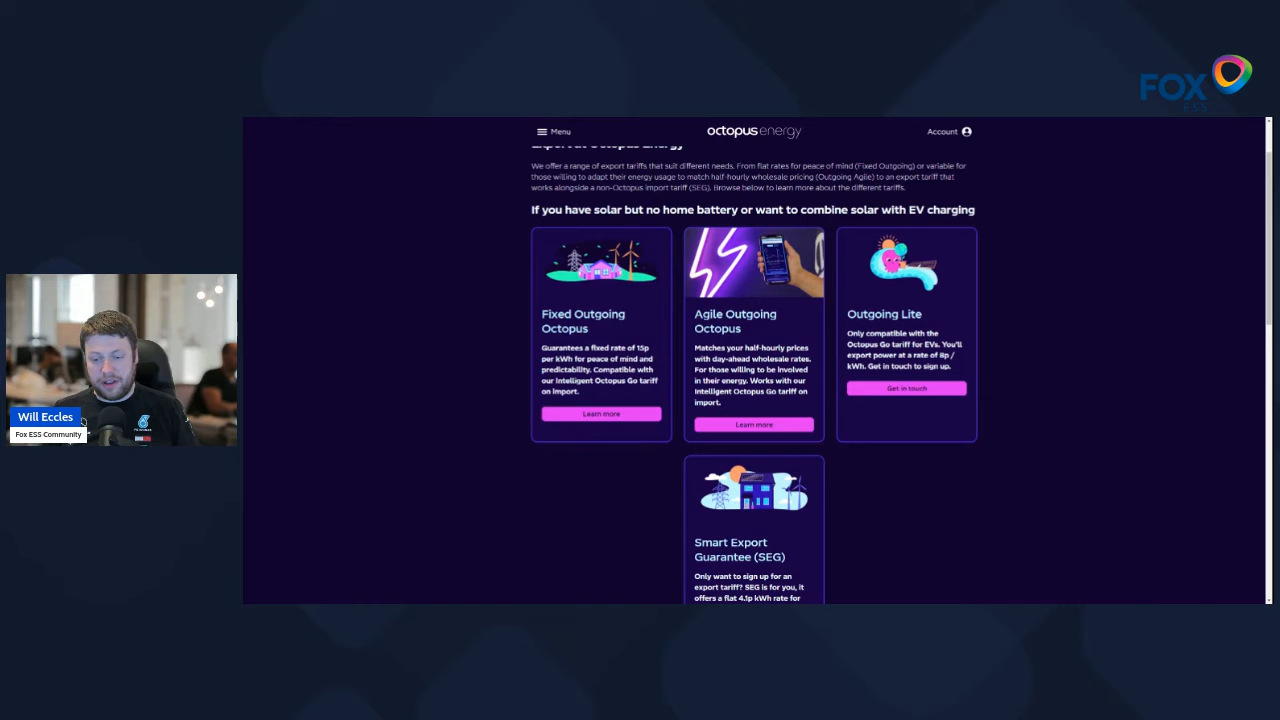 FOX
ESS
Menu
octopus energy
Account
Export at Octopus Energy
We offer a range of export tariffs that suit different needs. From flat rates for peace of mind (Fixed Outgoing) or variable for
those willing to adapt their energy usage to match half-hourly wholesale pricing (Outgoing Agile) to an export tariff that
works alongside a non-Octopus import tariff (SEG). Browse below to learn more about the different tariffs.
If you have solar but no home battery or want to combine solar with EV charging
Fixed Outgoing
Octopus
Guarantees a fixed rate of 15p
per kWh for peace of mind and
predictability. Compatible with
our Intelligent Octopus Go tariff
on import.
Learn more
Agile Outgoing
Octopus
Matches your half-hourly prices
with day-ahead wholesale rates.
For those willing to be involved
in their energy. Works with our
Intelligent Octopus Go tariff on
import.
Learn more
Outgoing Lite
Only compatible with the
Octopus Go tariff for EVs. You'll
export power at a rate of 8p /
kWh. Get in touch to sign up.
Get in touch
Smart Export
Guarantee (SEG)
Only want to sign up for an
export tariff? SEG is for you, it
offers a flat 4.1p kWh rate for
Will Eccles
Fox ESS Community